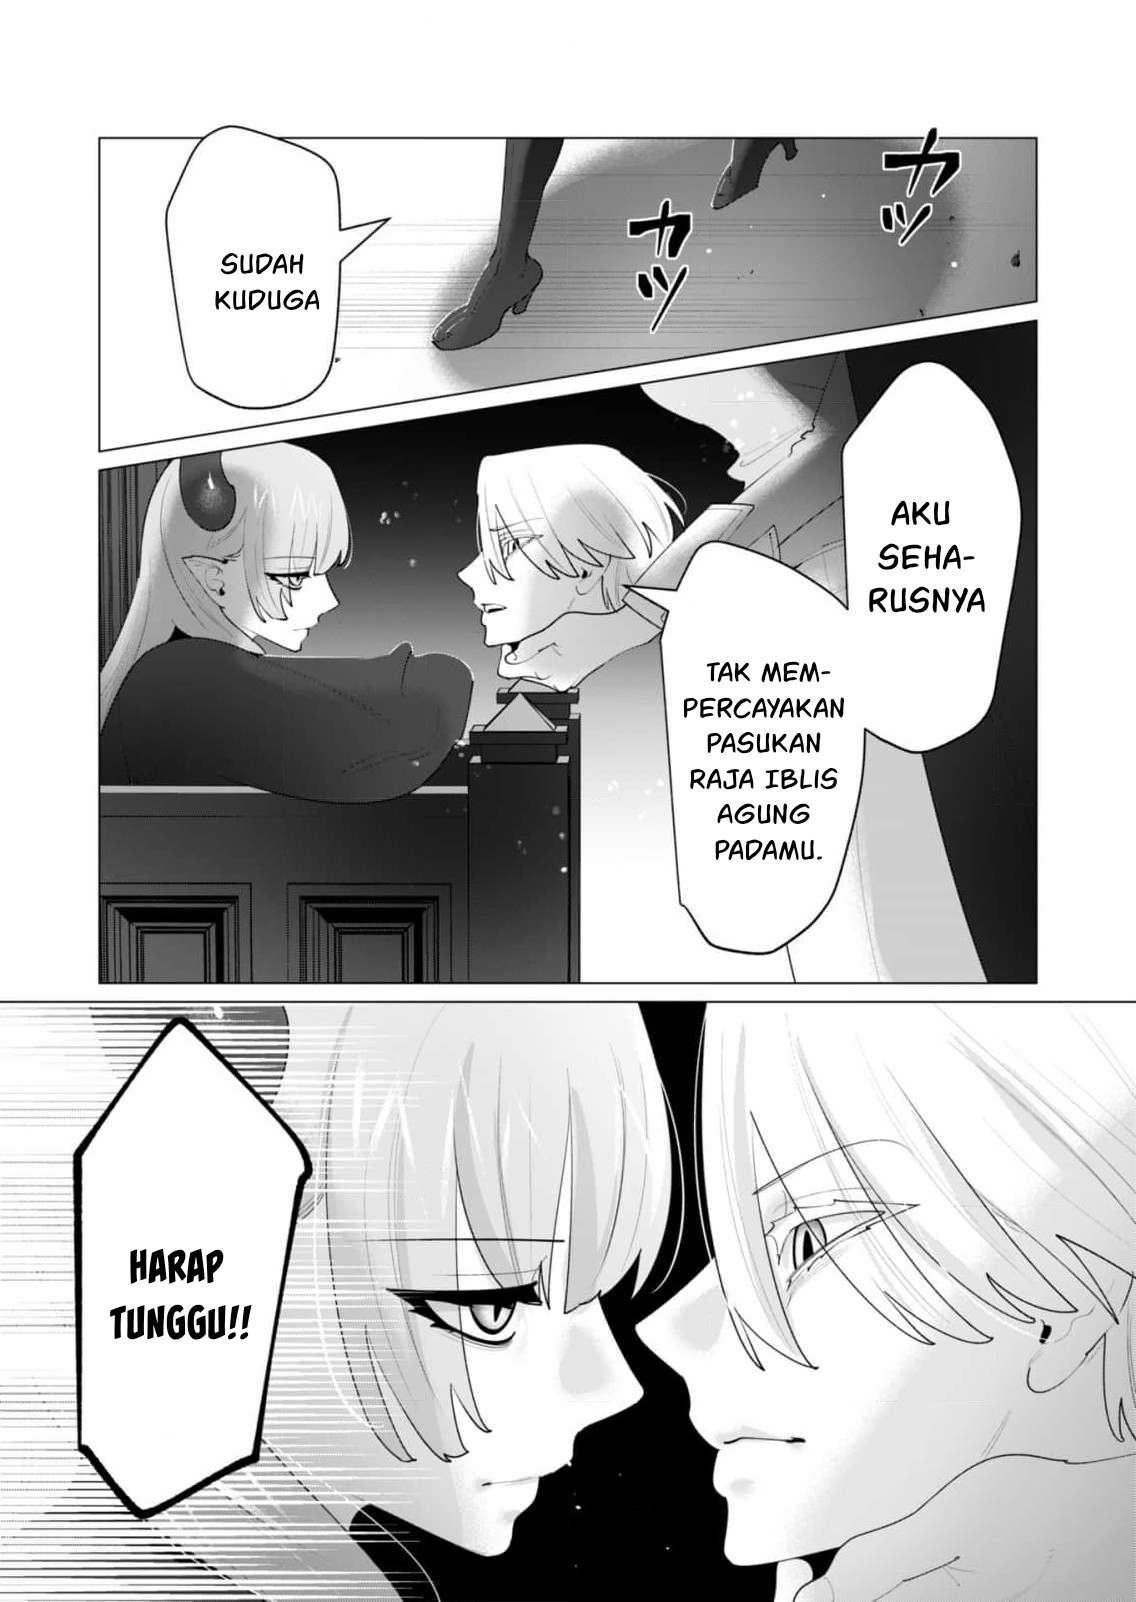 カッ
カッ
SUDAH
KUDUGA
AKU
SEHA-
RUSNYA
TAK MEM-
PERCAYAKAN
PASUKAN
RAJA IBLIS
AGUNG
PADAMU.
HARAP
TUNGGU!!